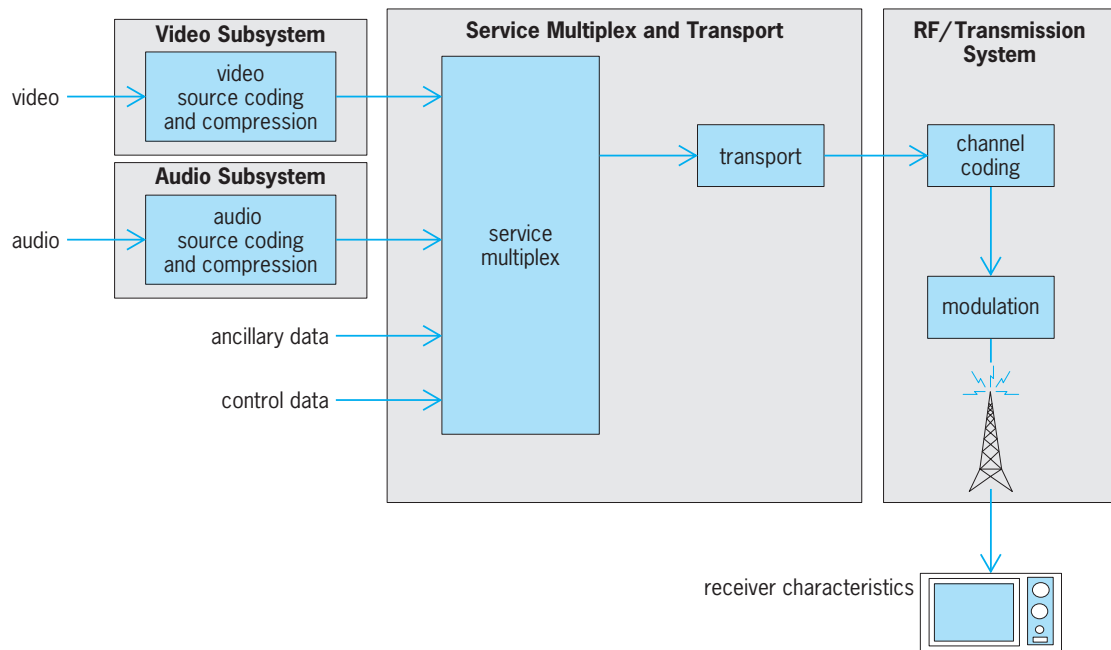 Video Subsystem
video
source coding
and compression
video
Audio Subsystem
audio
source coding
and compression
audio
ancillary data
control data
Service Multiplex and Transport
service
multiplex
transport
RF/Transmission
System
channel
coding
modulation
receiver characteristics